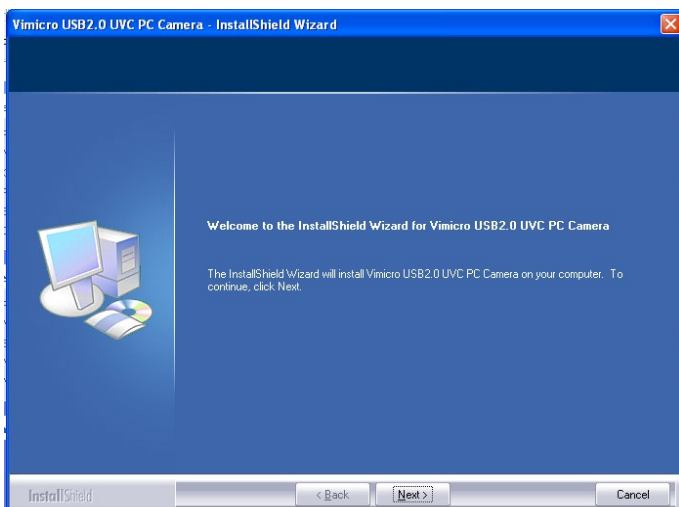 Vimicro USB2.0 UVC PC Camera - InstallShield Wizard
Welcome to the InstallShield Wizard for Vimicro USB2.0 UVC PC Camera
The InstallShield Wizard will install Vimicro USB2.0 UVC PC Camera on your computer. To
continue, click Next.
InstallShield
< Back
Next >
Cancel